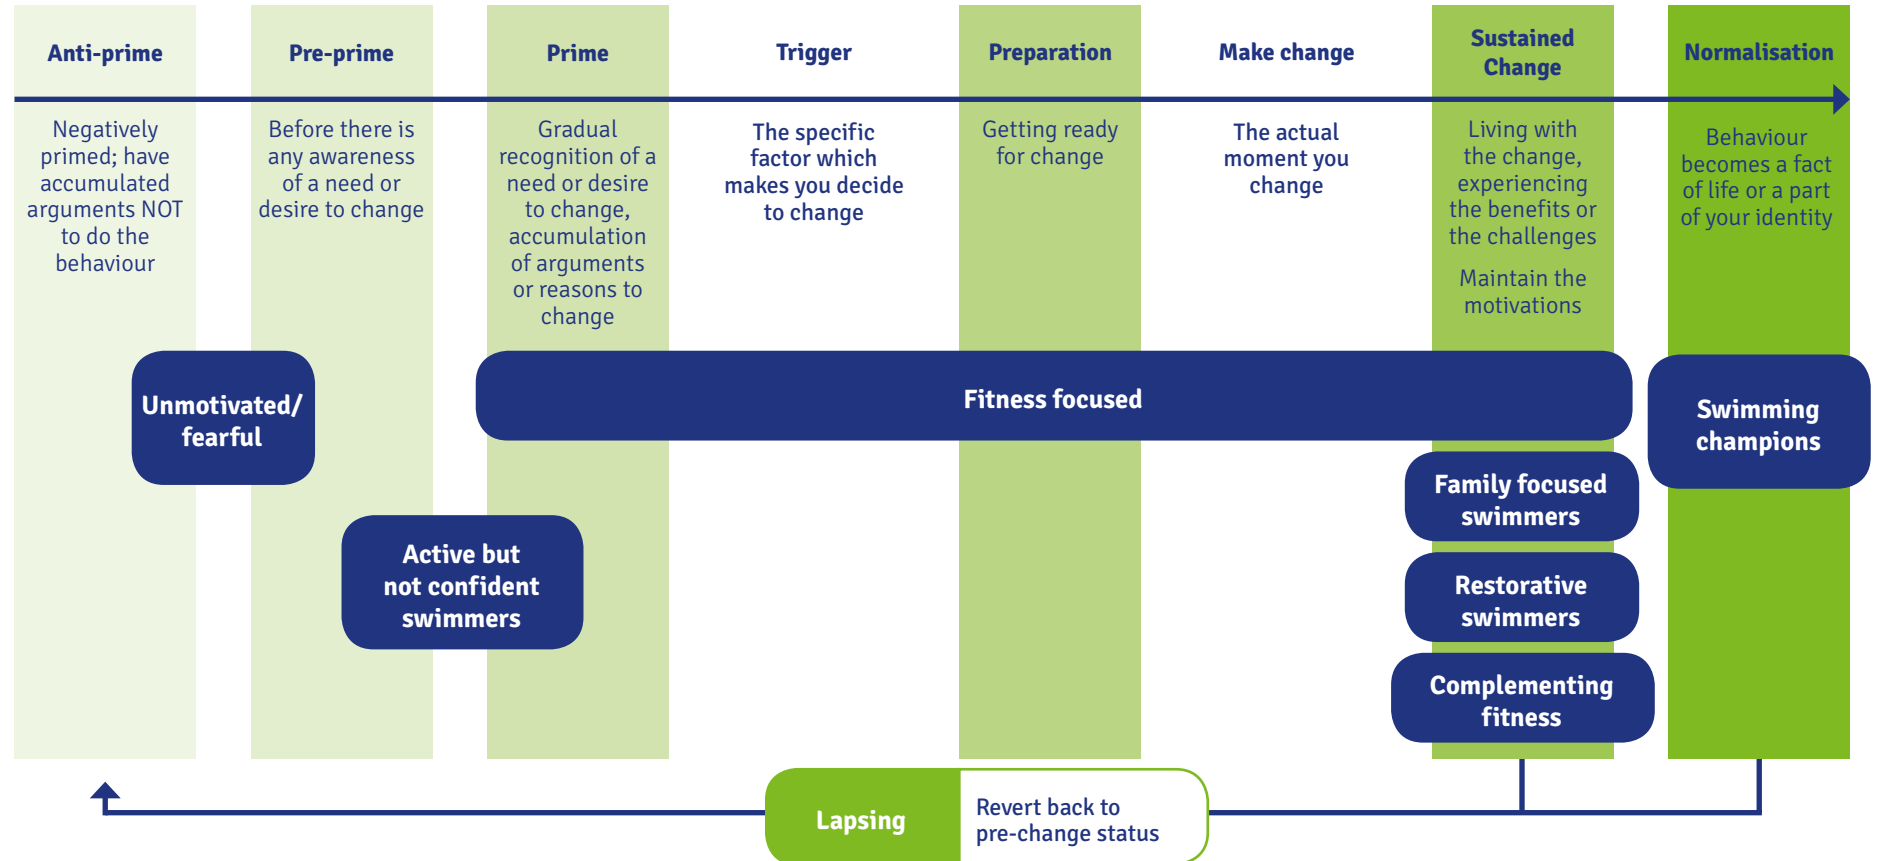 Anti-prime
Pre-prime
Prime
Trigger
Preparation
Make change
Sustained
Change
Normalisation
Negatively
primed; have
accumulated
arguments NOT
to do the
behaviour
Before there is
any awareness
of a need or
desire to change
Gradual
recognition of a
need or desire
to change,
accumulation
of arguments
or reasons to
change
The specific
factor which
makes you decide
to change
Getting ready
for change
The actual
moment you
change
Living with
the change,
experiencing
the benefits or
the challenges
Maintain the
motivations
Behaviour
becomes a fact
of life or a part
of your identity
Unmotivated/
fearful
Fitness focused
Swimming
champions
Family focused
swimmers
Active but
not confident
swimmers
Restorative
swimmers
Complementing
fitness
Lapsing
Revert back to
pre-change status